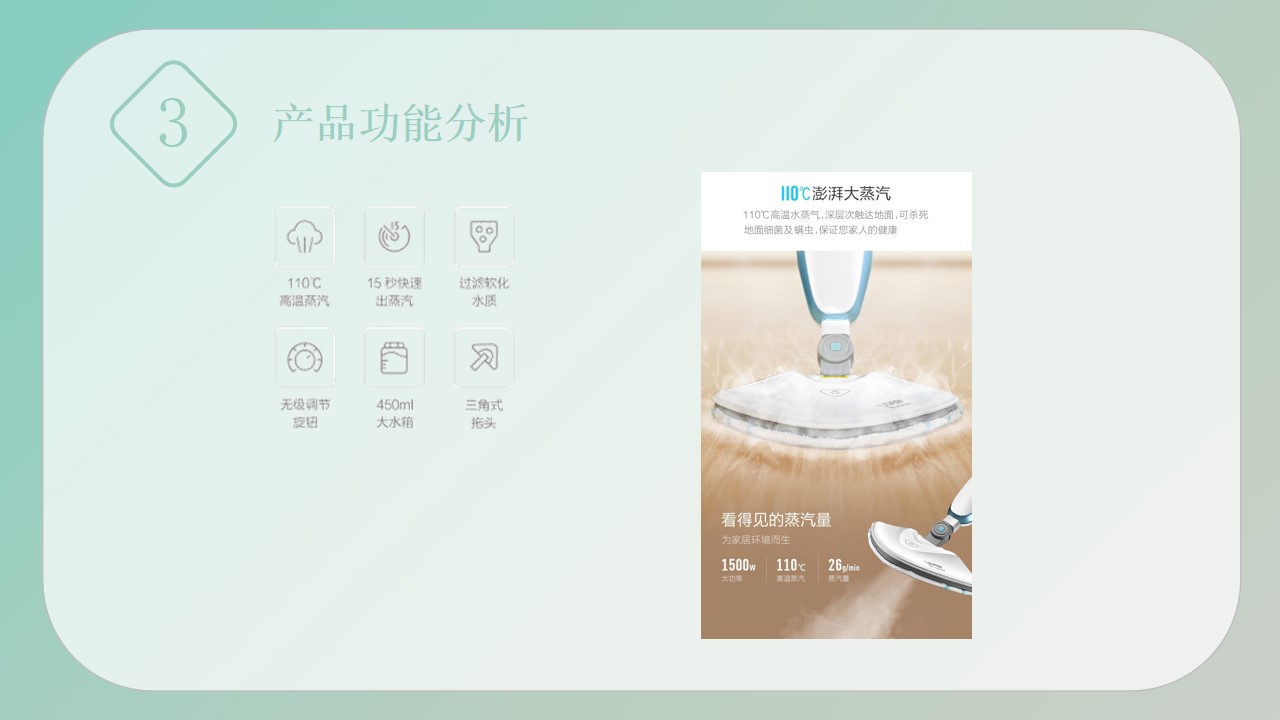 3
产品功能分析
15
110℃
高温蒸汽
15 秒快速
出蒸汽
过滤软化
水质
无级调节
旋钮
450ml
大水箱
三角式
拖头
110℃澎湃大蒸汽
110℃高温水蒸气,深层次触达地面,可杀死
地面细菌及螨虫,保证您家人的健康
看得见的蒸汽量
为家居环境而生
1500w
大功率
110℃
高温蒸汽
26g/min
蒸汽量